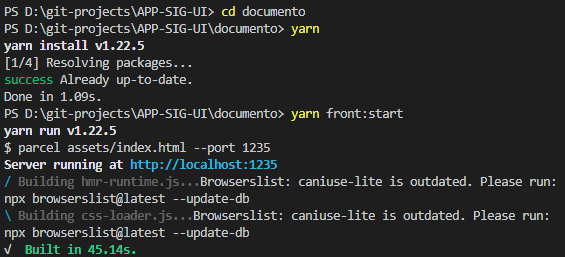 PS D:\git-projects\APP-SIG-UI> cd documento
PS D:\git-projects\APP-SIG-UI\documento> yarn
yarn install v1.22.5
[1/4] Resolving packages...
success Already up-to-date.
Done in 1.09s.
PS D:\git-projects\APP-SIG-UI\documento> yarn front:start
yarn run v1.22.5
$ parcel assets/index.html --port 1235
Server running at http://localhost:1235
/ Building hmr-runtime.js...Browserslist: caniuse-lite is outdated. Please run:
npx browserslist@latest --update-db
\ Building css-loader.js...Browserslist: caniuse-lite is outdated. Please run:
npx browserslist@latest --update-db
√  Built in 45.14s.